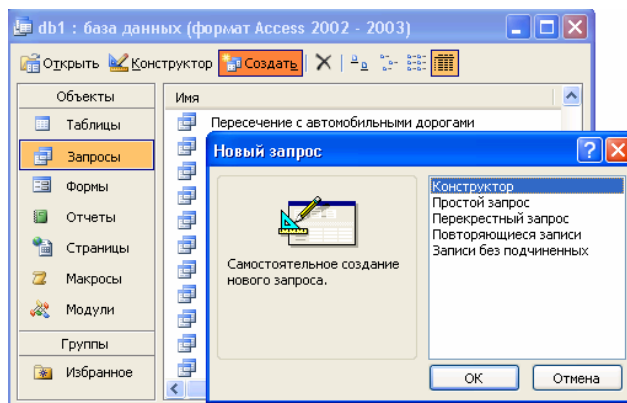 db1 : база данных (формат Access 2002 - 2003)
Открыть Конструктор Создать
Объекты
Таблицы
Запросы
Формы
Отчеты
Страницы
Макросы
Модули
Группы
Избранное
Имя
Пересечение с автомобильными дорогами
Новый запрос
Самостоятельное создание
нового запроса.
Конструктор
Простой запрос
Перекрестный запрос
Повторяющиеся записи
Записи без подчиненных
ОК
Отмена